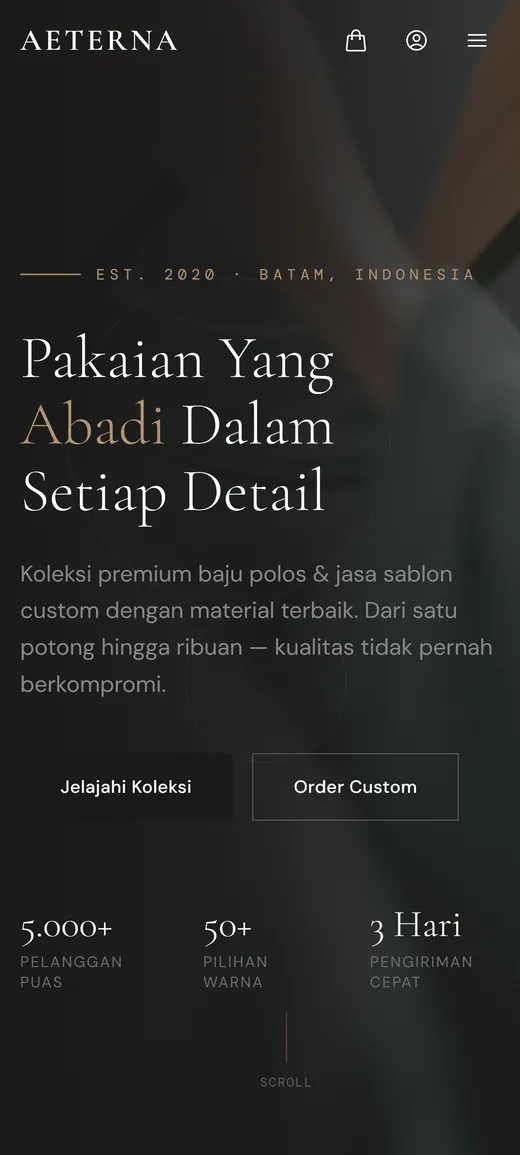 AETERNA
EST. 2020 · BATAM, INDONESIA
Pakaian Yang
Abadi Dalam
Setiap Detail
Koleksi premium baju polos & jasa sablon
custom dengan material terbaik. Dari satu
potong hingga ribuan — kualitas tidak pernah
berkompromi.
Jelajahi Koleksi
Order Custom
5.000+
PELANGGAN
PUAS
50+
PILIHAN
WARNA
3 Hari
PENGIRIMAN
CEPAT
SCROLL